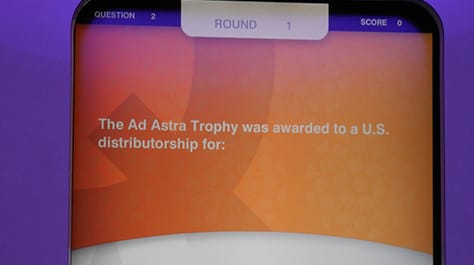 QUESTION 2
ROUND 1
SCORE 0
The Ad Astra Trophy was awarded to a U.S.
distributorship for: